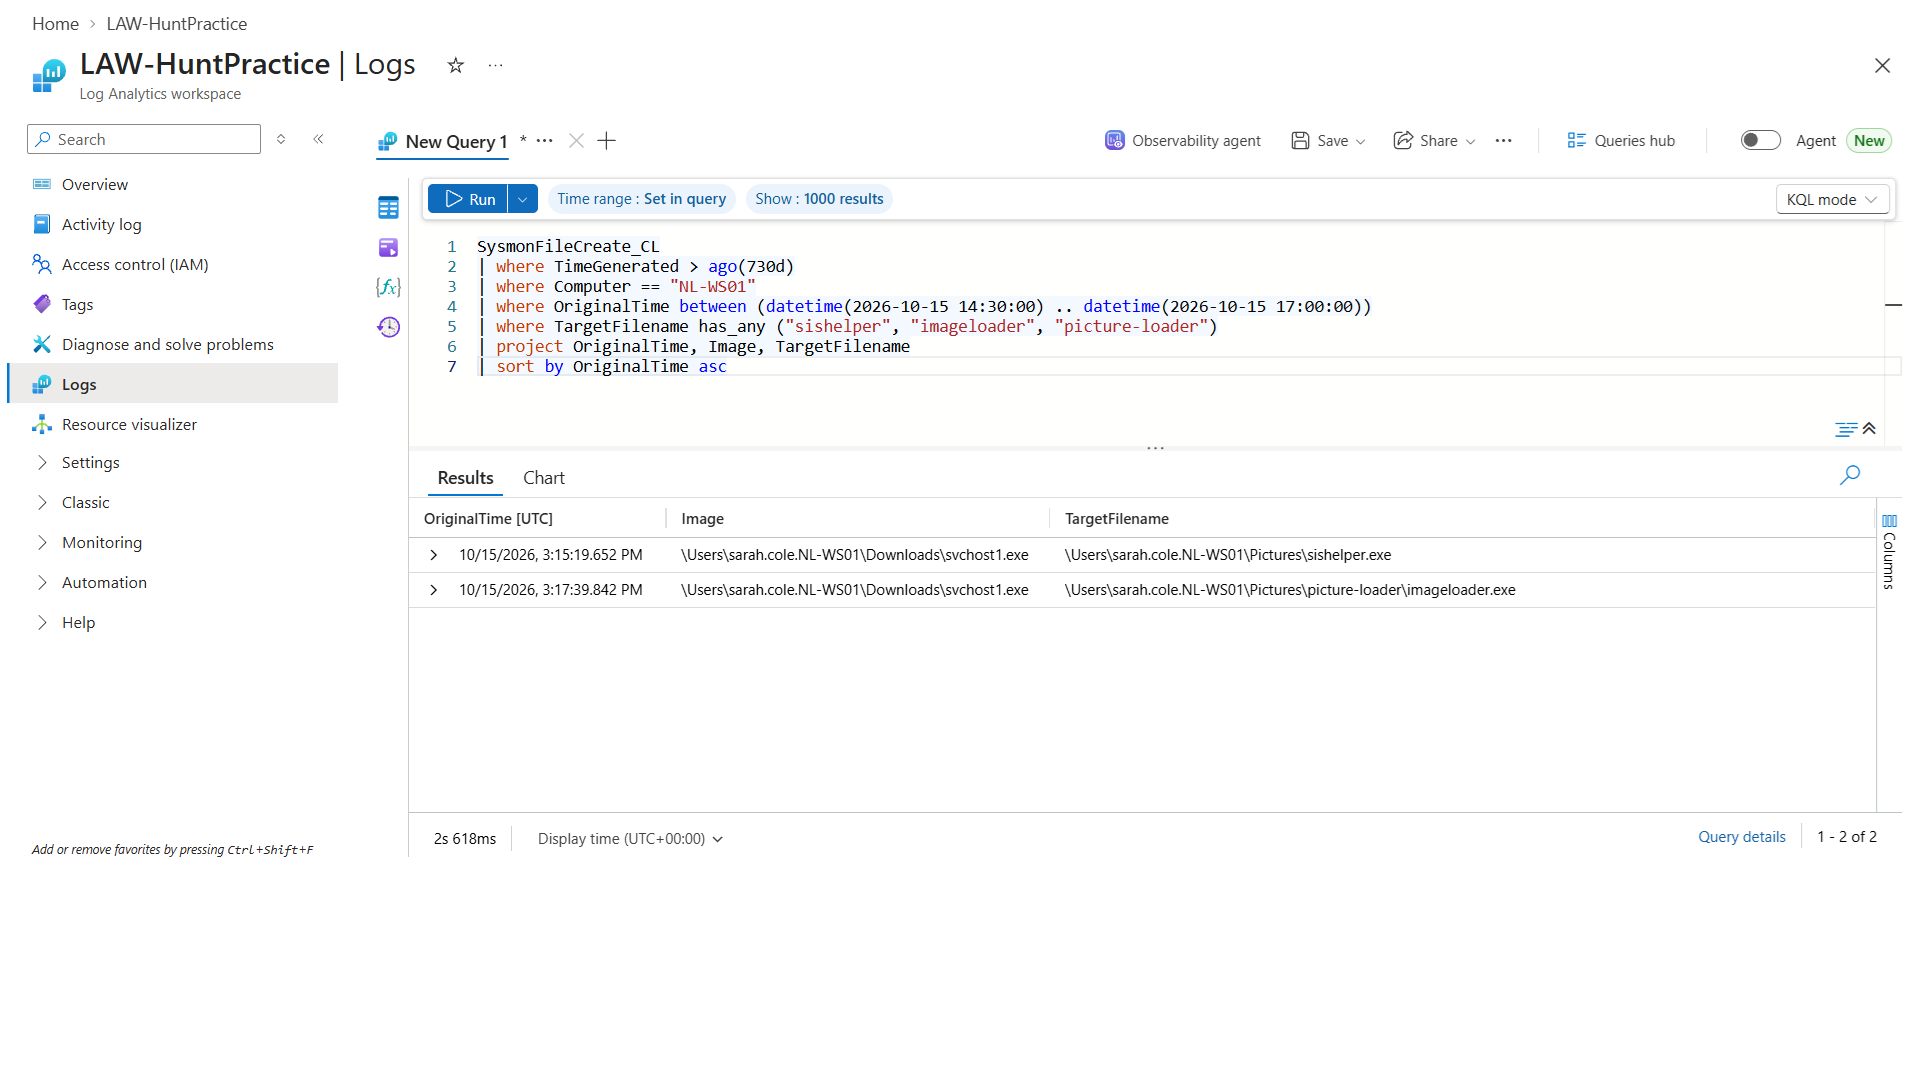 Home > LAW-HuntPractice
LAW-HuntPractice | Logs
Log Analytics workspace
Search
Overview
Activity log
Access control (IAM)
Tags
Diagnose and solve problems
Logs
Resource visualizer
Settings
Classic
Monitoring
Automation
Help
Add or remove favorites by pressing Ctrl+Shift+F
New Query 1 * ...
Observability agent
Save
Share
...
Queries hub
Agent New
Run
Time range : Set in query
Show : 1000 results
KQL mode
1 SysmonFileCreate_CL
2 | where TimeGenerated > ago(730d)
3 | where Computer == "NL-WS01"
4 | where OriginalTime between (datetime(2026-10-15 14:30:00) .. datetime(2026-10-15 17:00:00))
5 | where TargetFilename has_any ("sishelper", "imageloader", "picture-loader")
6 | project OriginalTime, Image, TargetFilename
7 | sort by OriginalTime asc
Results Chart
OriginalTime [UTC] Image TargetFilename
10/15/2026, 3:15:19.652 PM \Users\sarah.cole.NL-WS01\Downloads\svchost1.exe \Users\sarah.cole.NL-WS01\Pictures\sishelper.exe
10/15/2026, 3:17:39.842 PM \Users\sarah.cole.NL-WS01\Downloads\svchost1.exe \Users\sarah.cole.NL-WS01\Pictures\picture-loader\imageloader.exe
Columns
2s 618ms
Display time (UTC+00:00)
Query details
1 - 2 of 2